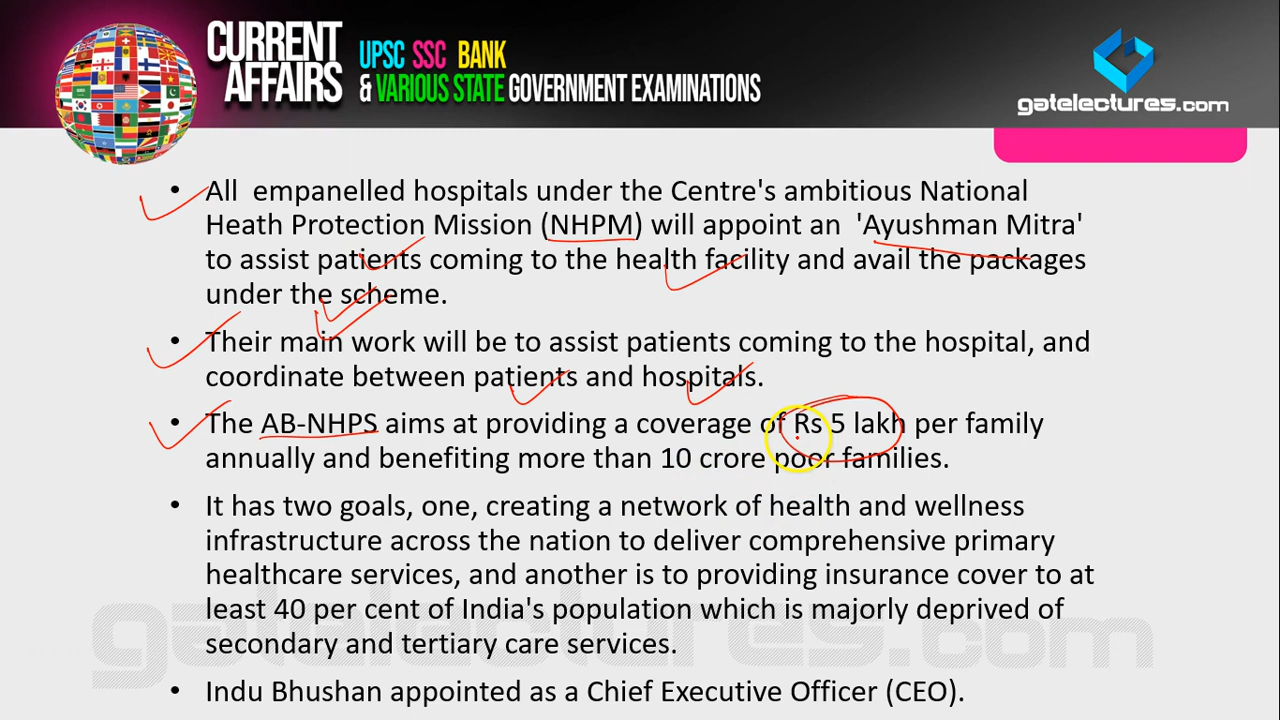 CURRENT
AFFAIRS
UPSC SSC BANK
& VARIOUS STATE GOVERNMENT EXAMINATIONS
gatelectures.com
• All empanelled hospitals under the Centre's ambitious National
Heath Protection Mission (NHPM) will appoint an 'Ayushman Mitra'
to assist patients coming to the health facility and avail the packages
under the scheme.
• Their main work will be to assist patients coming to the hospital, and
coordinate between patients and hospitals.
• The AB-NHPS aims at providing a coverage of Rs 5 lakh per family
annually and benefiting more than 10 crore poor families.
• It has two goals, one, creating a network of health and wellness
infrastructure across the nation to deliver comprehensive primary
healthcare services, and another is to providing insurance cover to at
least 40 per cent of India's population which is majorly deprived of
secondary and tertiary care services.
gatelectures.com
• Indu Bhushan appointed as a Chief Executive Officer (CEO).